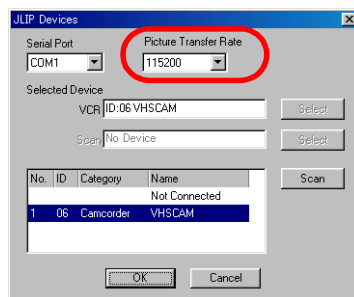 JLIP Devices
Serial Port
Picture Transfer Rate
COM1
115200
Selected Device
VCR ID:06 VHSCAM
Select
Scan No Device
Select
No. ID Category Name
Not Connected
1 06 Camcorder VHSCAM
Scan
OK
Cancel